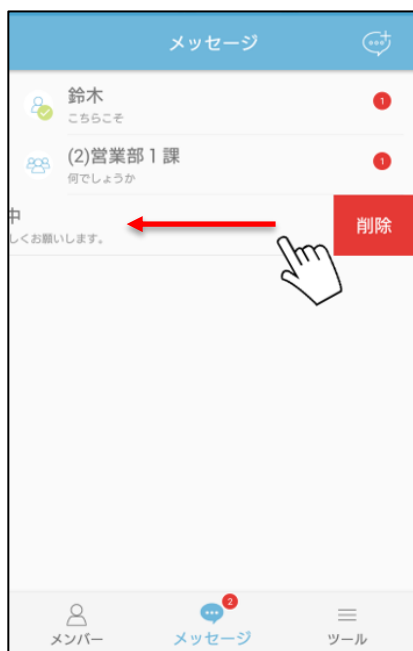 メッセージ
鈴木
1
こちらこそ
(2)営業部1課
1
何でしょうか
中
しくお願いします。
削除
2
メンバー
メッセージ
ツール